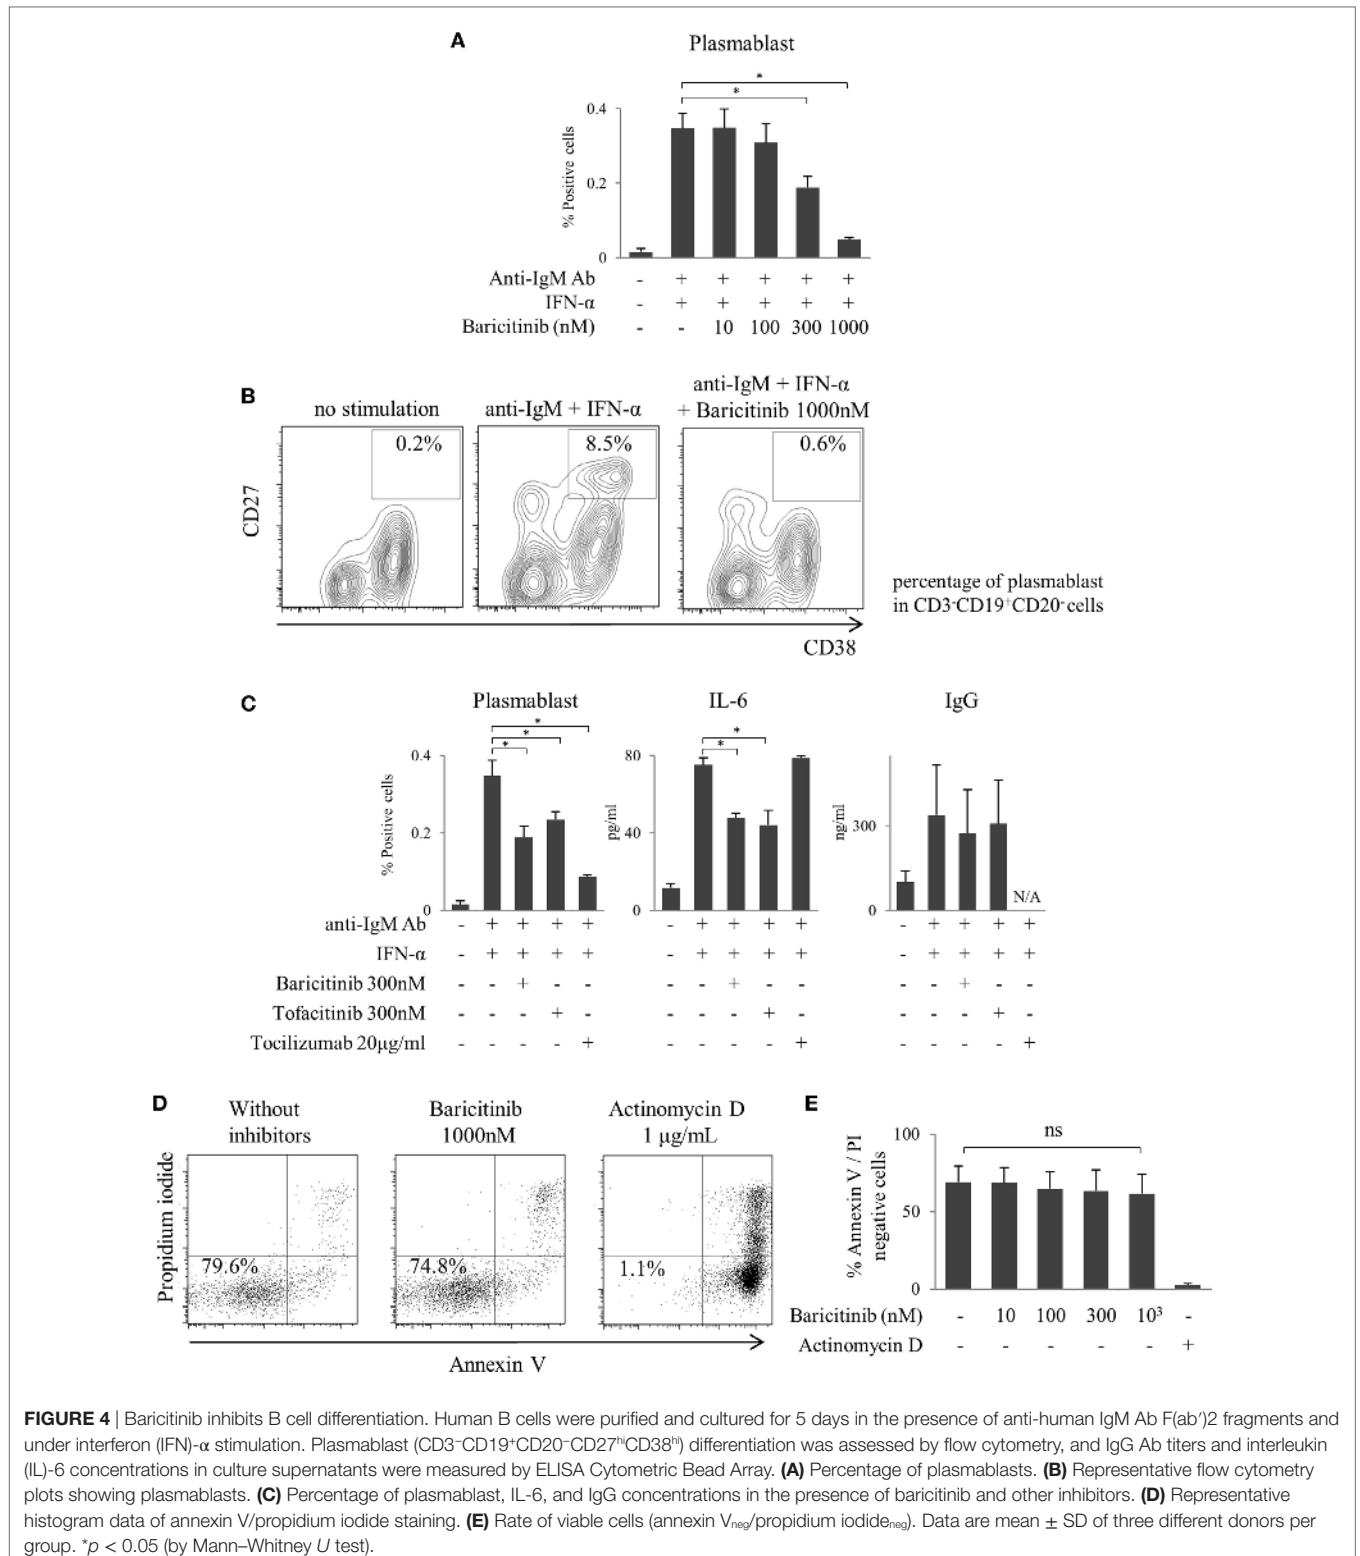 A
Plasmablast
*
*
% Positive cells
0.4
0.2
0
Anti-IgM Ab - + + + + +
IFN-α - + + + + +
Baricitinib (nM) - - 10 100 300 1000
B
no stimulation
anti-IgM + IFN-α
anti-IgM + IFN-α
+ Baricitinib 1000nM
0.2%
8.5%
0.6%
CD27
percentage of plasmablast
in CD3-CD19+CD20- cells
CD38
C
Plasmablast
IL-6
IgG
*
*
*
*
*
% Positive cells
0.4
0.2
0
pg/ml
80
40
0
ng/ml
300
0
N/A
anti-IgM Ab - + + + + - + + + + - + + + +
IFN-α - + + + + - + + + + - + + + +
Baricitinib 300nM - - + - - - - + - - - - + - -
Tofacitinib 300nM - - - + - - - - + - - - - + -
Tocilizumab 20μg/ml - - - - + - - - - + - - - - +
D
Without
inhibitors
Baricitinib
1000nM
Actinomycin D
1 μg/mL
Propidium iodide
79.6%
74.8%
1.1%
Annexin V
E
ns
% Annexin V / PI
negative cells
100
50
0
Baricitinib (nM) - 10 100 300 10³ -
Actinomycin D - - - - - +
FIGURE 4 | Baricitinib inhibits B cell differentiation. Human B cells were purified and cultured for 5 days in the presence of anti-human IgM Ab F(ab′)2 fragments and
under interferon (IFN)-α stimulation. Plasmablast (CD3−CD19+CD20−CD27hiCD38hi) differentiation was assessed by flow cytometry, and IgG Ab titers and interleukin
(IL)-6 concentrations in culture supernatants were measured by ELISA Cytometric Bead Array. (A) Percentage of plasmablasts. (B) Representative flow cytometry
plots showing plasmablasts. (C) Percentage of plasmablast, IL-6, and IgG concentrations in the presence of baricitinib and other inhibitors. (D) Representative
histogram data of annexin V/propidium iodide staining. (E) Rate of viable cells (annexin Vneg/propidium iodideneg). Data are mean ± SD of three different donors per
group. *p < 0.05 (by Mann–Whitney U test).